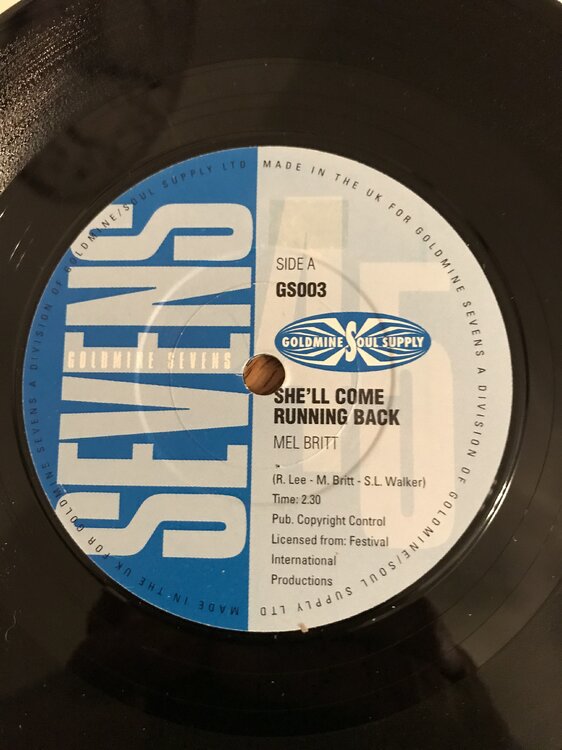 MADE IN THE UK FOR GOLDMINE SEVENS A DIVISION OF GOLDMINE/SOUL SUPPLY LTD
MADE IN THE UK FOR GOLDMINE SEVENS A DIVISION OF GOLDMINE/SOUL SUPPLY LTD
SEVENS
GOLDMINE SEVENS
45
SIDE A
GS003
GOLDMINE SOUL SUPPLY
SHE'LL COME
RUNNING BACK
MEL BRITT
(R. Lee - M. Britt - S.L. Walker)
Time: 2.30
Pub. Copyright Control
Licensed from: Festival
International
Productions